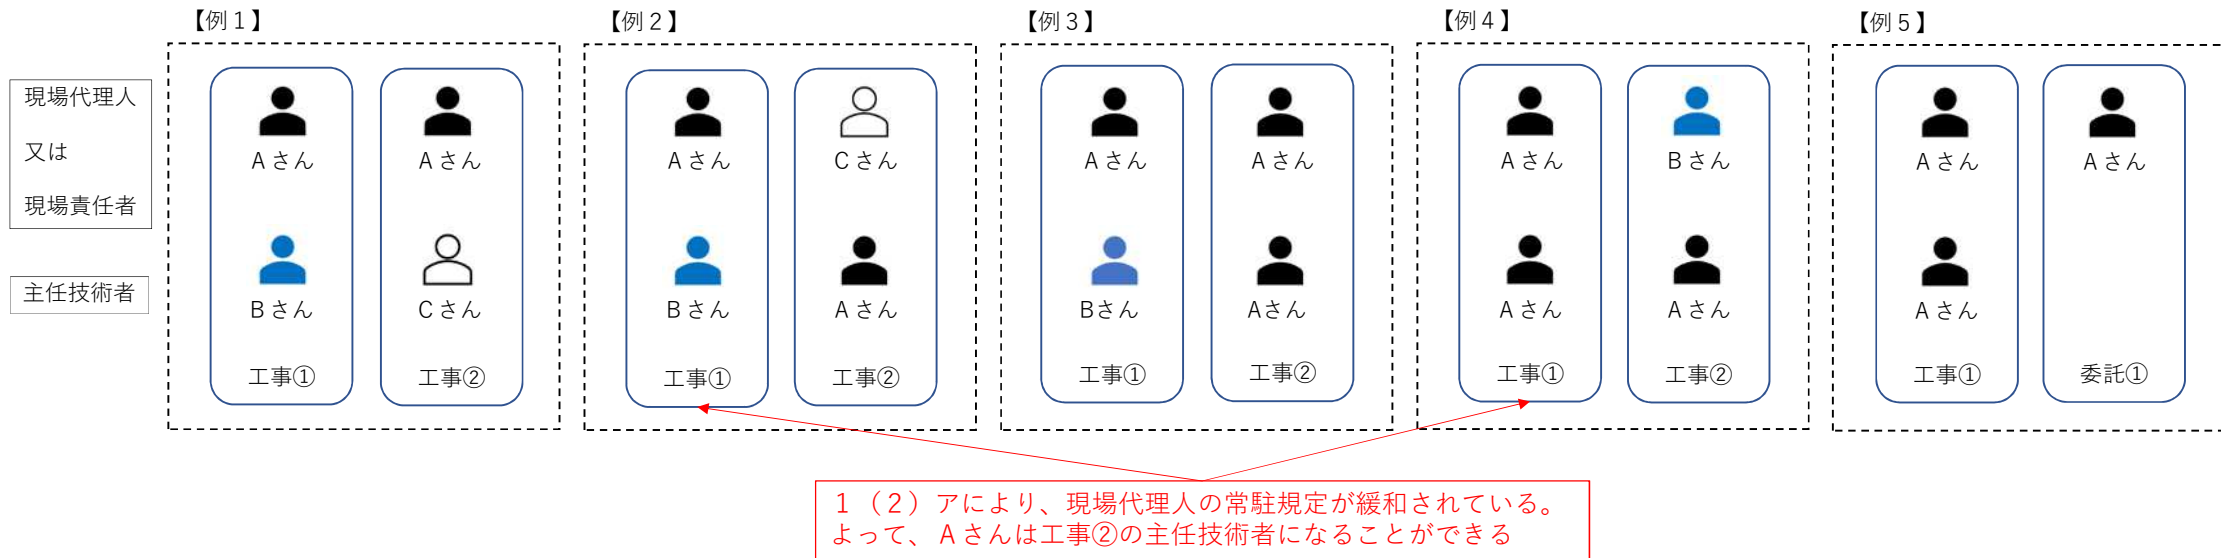 【例１】
【例２】
【例３】
【例４】
【例５】
現場代理人
又は
現場責任者
主任技術者
Ａさん
Ａさん
Ｂさん
Ｃさん
工事①
工事②
Ａさん
Ｃさん
Ｂさん
Ａさん
工事①
工事②
Ａさん
Ａさん
Bさん
Aさん
工事①
工事②
Ａさん
Ｂさん
Ａさん
Ａさん
工事①
工事②
Ａさん
Ａさん
Ａさん
工事①
委託①
１（２）アにより、現場代理人の常駐規定が緩和されている。
よって、Ａさんは工事②の主任技術者になることができる